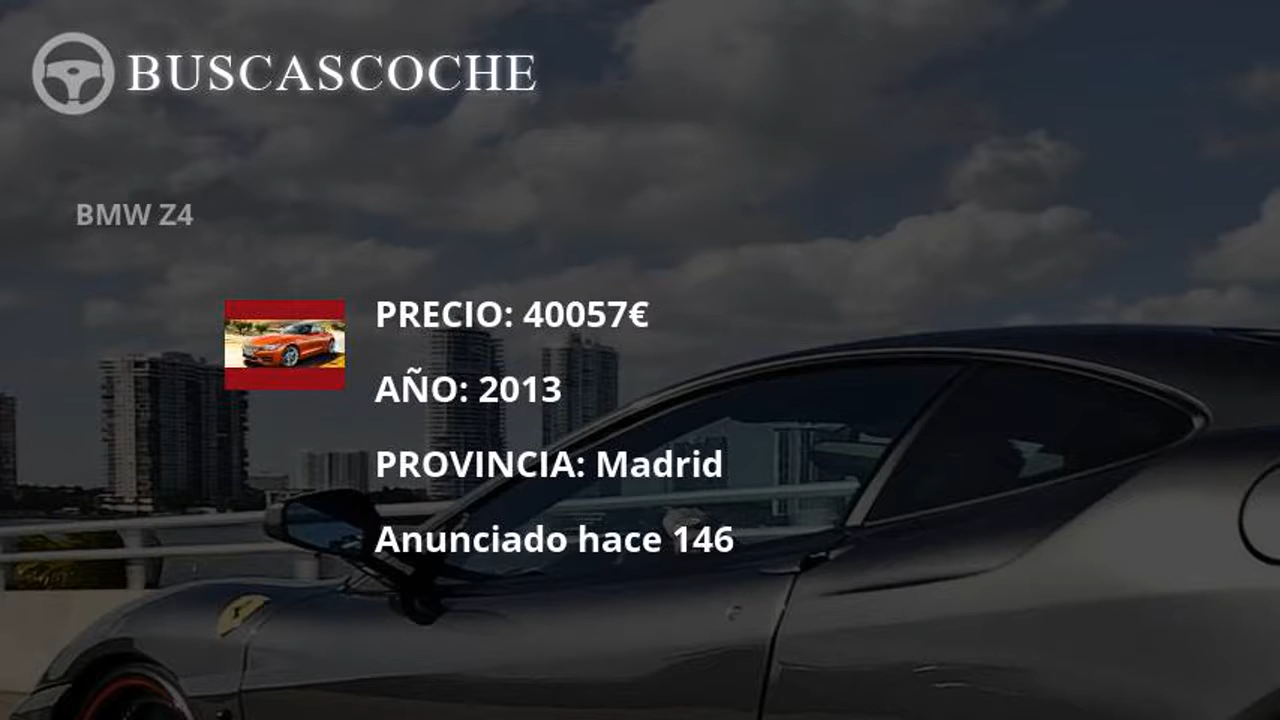 BUSCASCOCHE
BMW Z4
PRECIO: 40057€
AÑO: 2013
PROVINCIA: Madrid
Anunciado hace 146